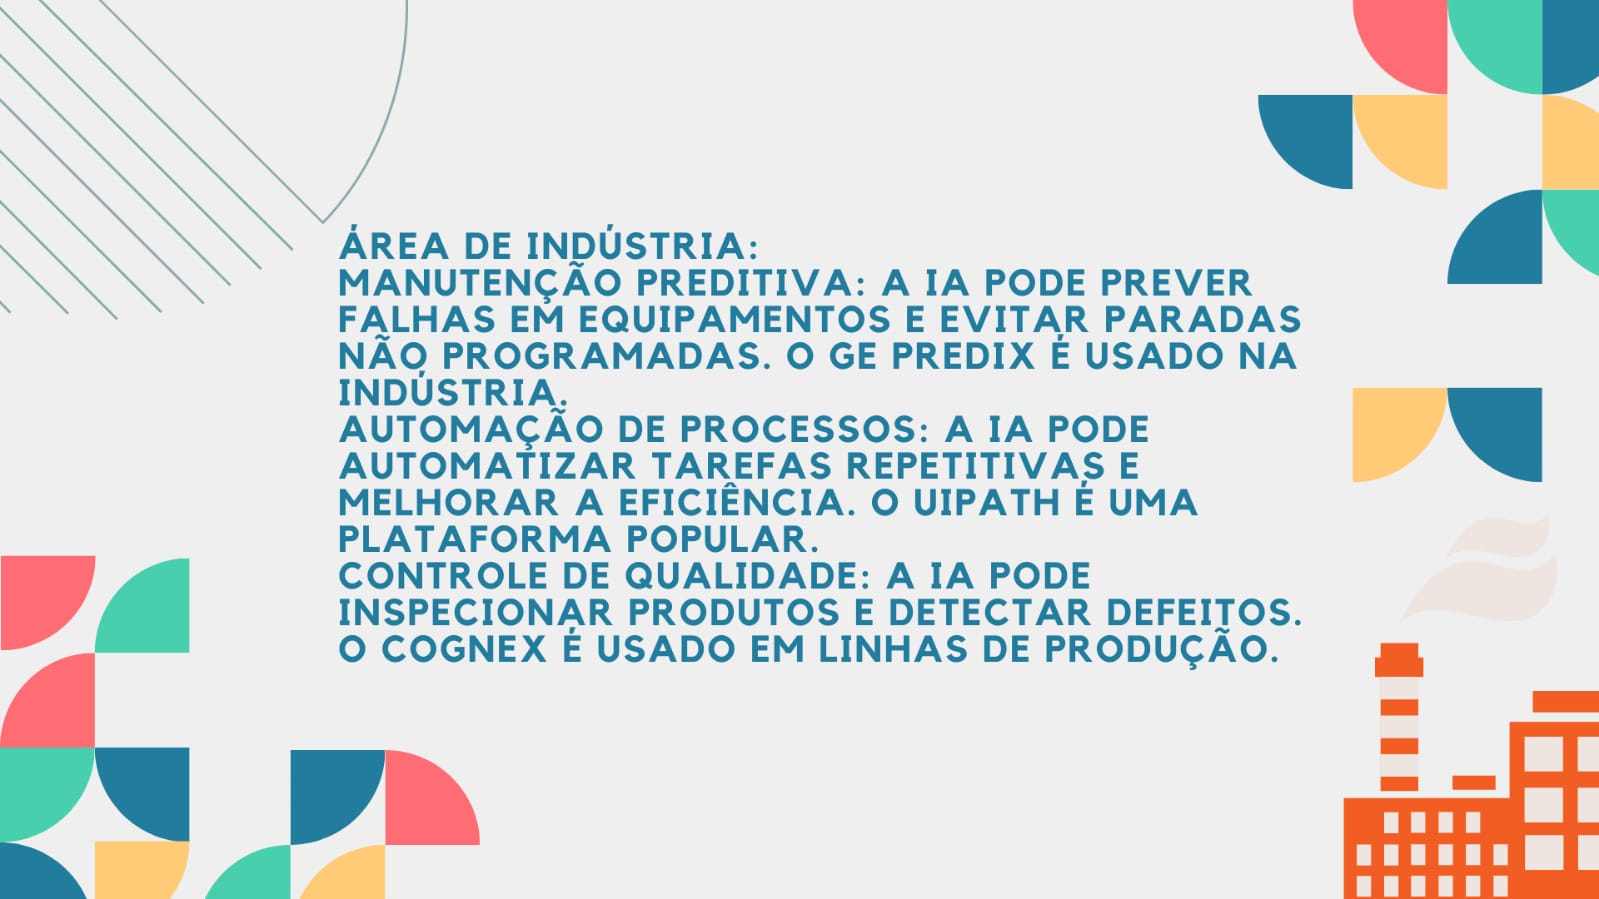 ÁREA DE INDÚSTRIA:
MANUTENÇÃO PREDITIVA: A IA PODE PREVER
FALHAS EM EQUIPAMENTOS E EVITAR PARADAS
NÃO PROGRAMADAS. O GE PREDIX É USADO NA
INDÚSTRIA.
AUTOMAÇÃO DE PROCESSOS: A IA PODE
AUTOMATIZAR TAREFAS REPETITIVAS E
MELHORAR A EFICIÊNCIA. O UIPATH É UMA
PLATAFORMA POPULAR.
CONTROLE DE QUALIDADE: A IA PODE
INSPECIONAR PRODUTOS E DETECTAR DEFEITOS.
O COGNEX É USADO EM LINHAS DE PRODUÇÃO.